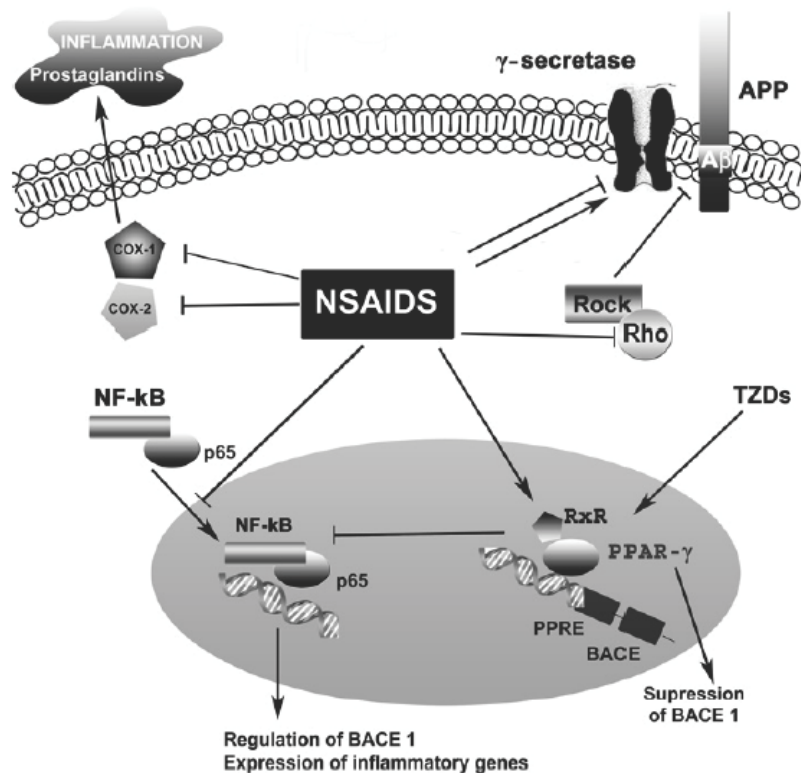 INFLAMMATION
Prostaglandins
γ-secretase
APP
Aβ
COX-1
COX-2
NSAIDS
Rock
Rho
NF-kB
p65
TZDs
NF-kB
p65
RxR
PPAR-γ
PPRE
BACE
Supression
of BACE 1
Regulation of BACE 1
Expression of inflammatory genes